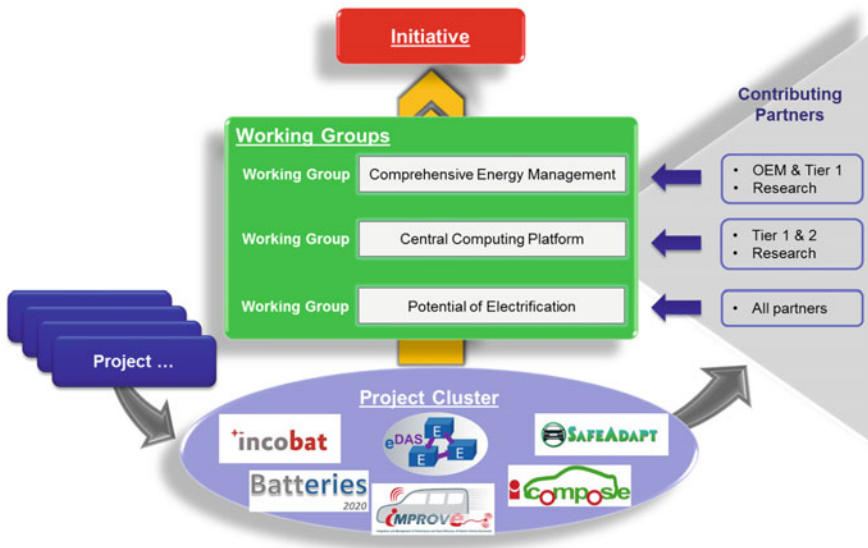 Initiative
Contributing
Partners
Working Groups
Working Group
Comprehensive Energy Management
• OEM & Tier 1
• Research
Working Group
Central Computing Platform
• Tier 1 & 2
• Research
Working Group
Potential of Electrification
• All partners
Project ...
Project Cluster
incobat
eDAS
E
E
E
SAFEADAPT
Batteries
2020
iMPROVE
iComposE